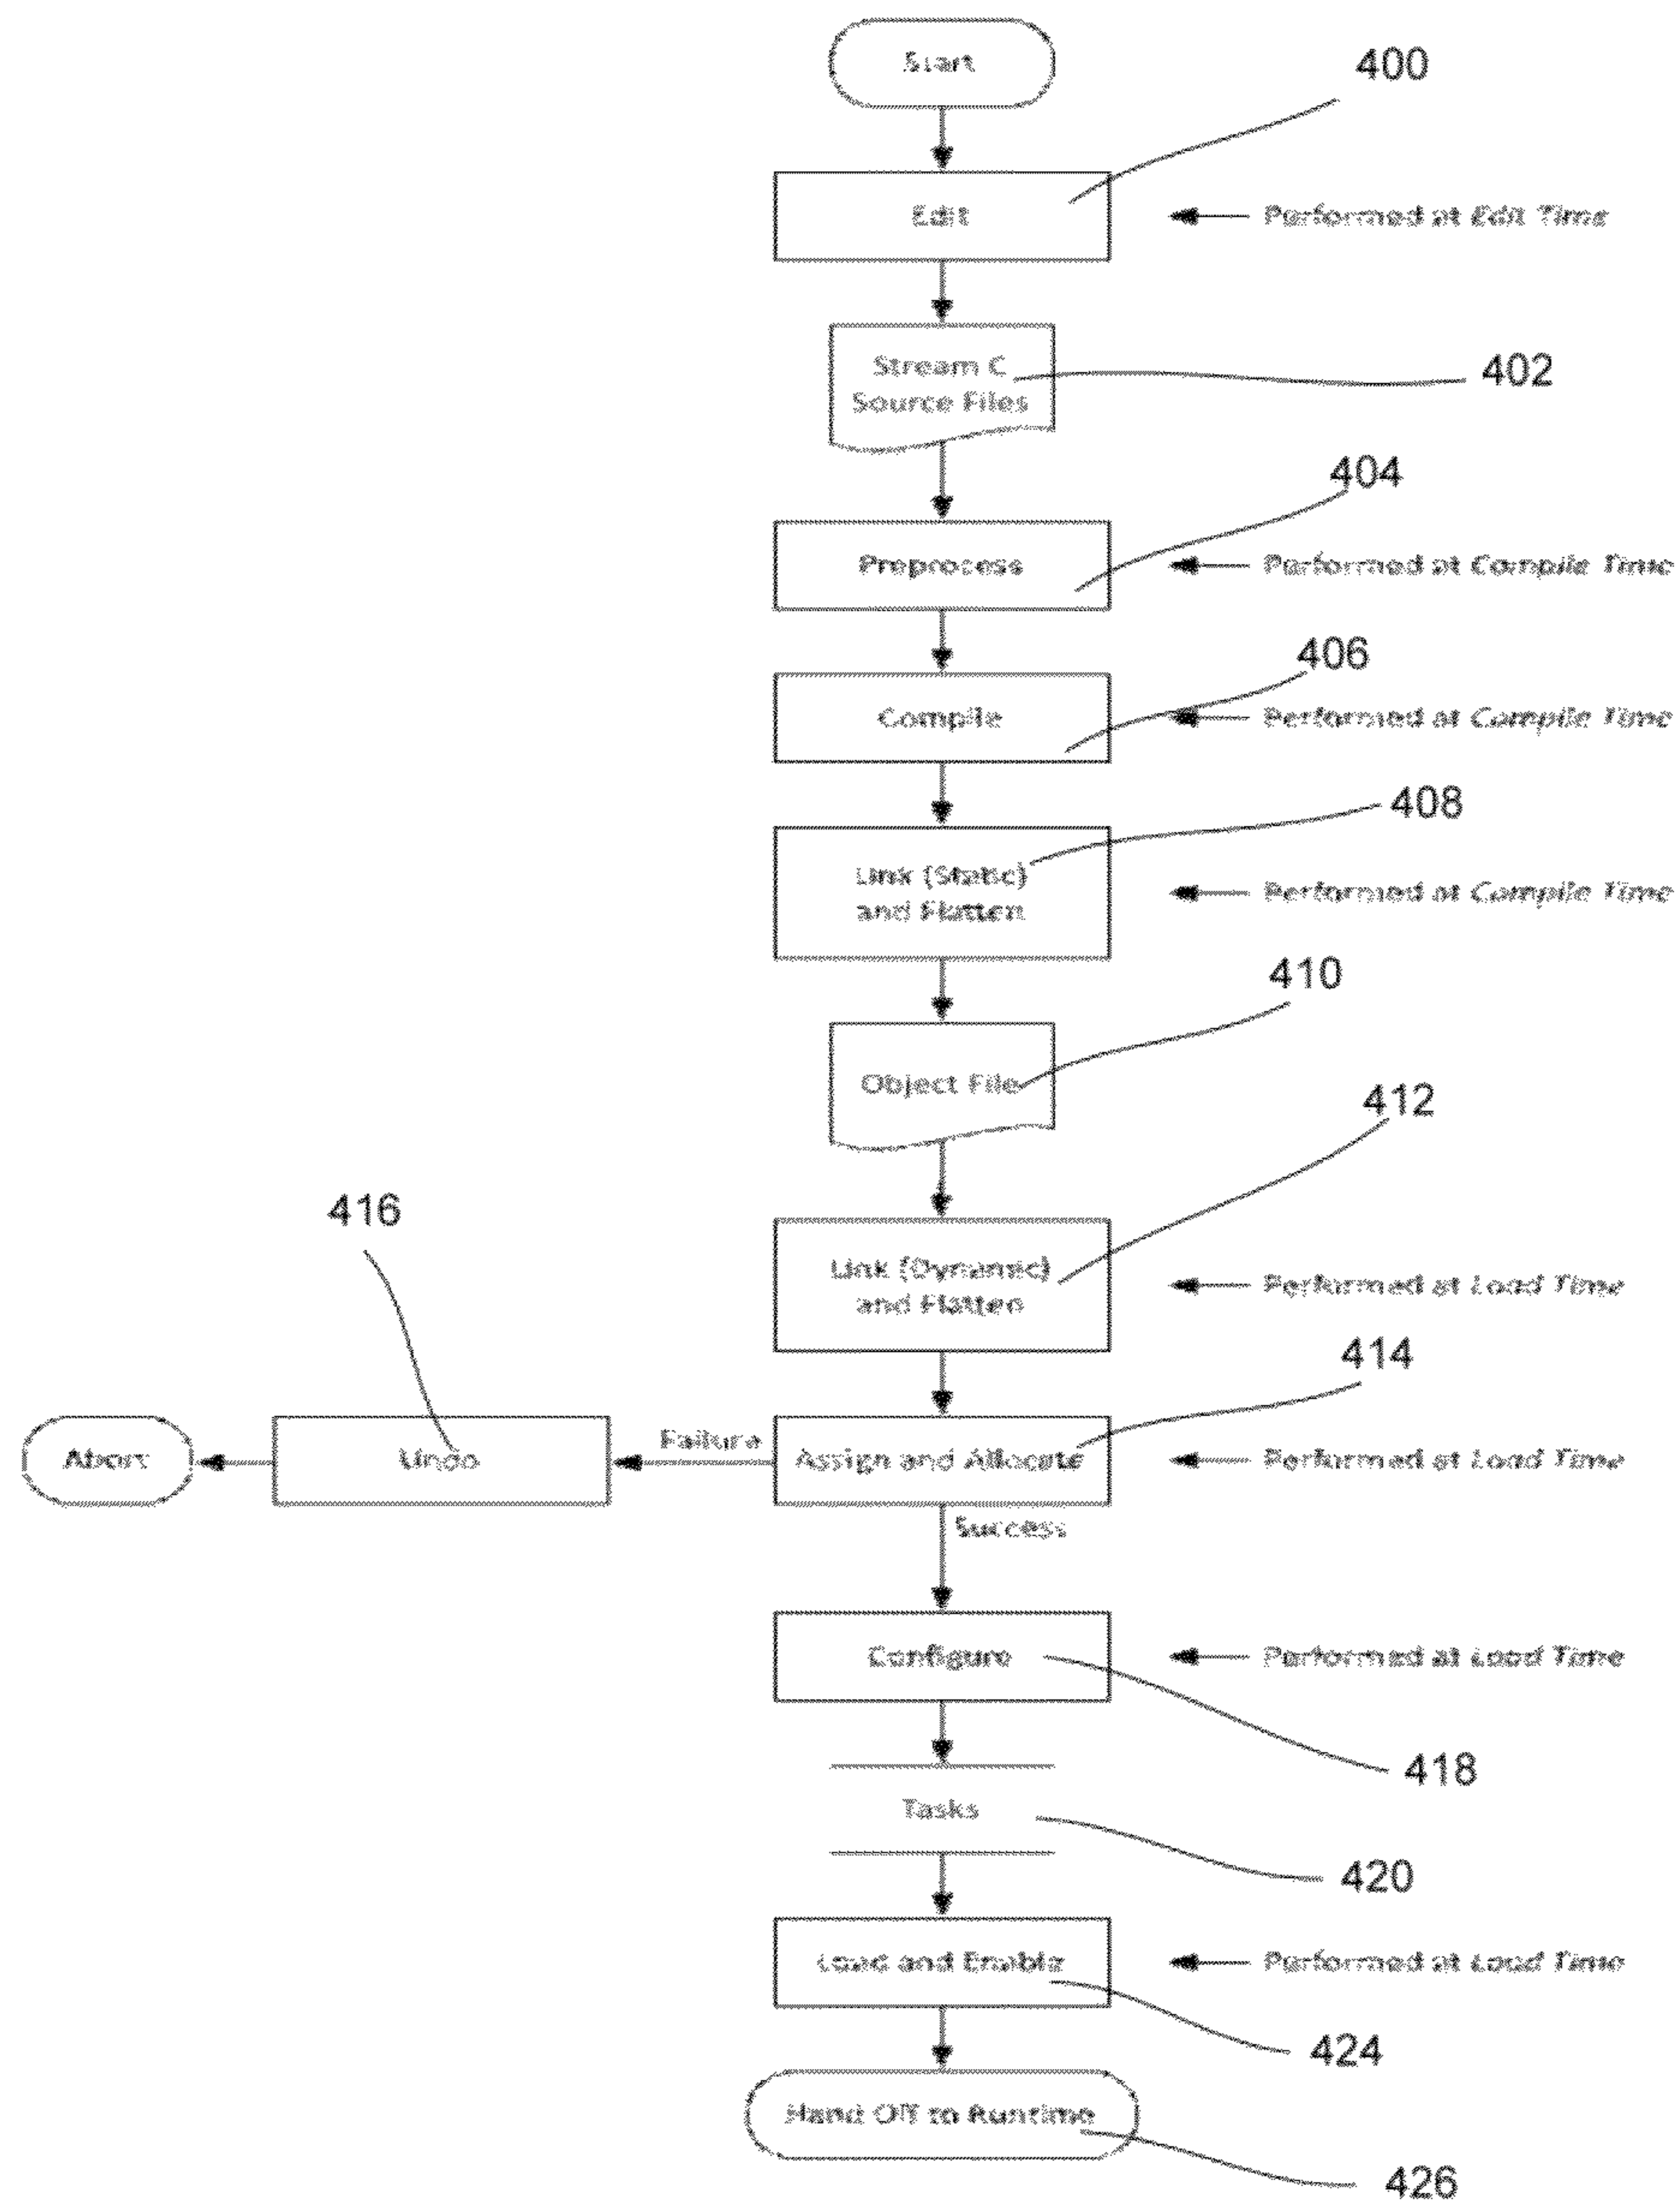 Start
400
Edit
Performed at Edit Time
Stream C
Source Files
402
404
Preprocess
Performed at Compile Time
406
Compile
Performed at Compile Time
408
Link (Static)
and Flatten
Performed at Compile Time
410
Object File
412
Link (Dynamic)
and Flatten
Performed at Load Time
416
414
Abort
Undo
Failure
Assign and Allocate
Performed at Load Time
Success
Configure
Performed at Load Time
418
Tasks
420
Load and Enable
Performed at Load Time
424
Hand Off to Runtime
426